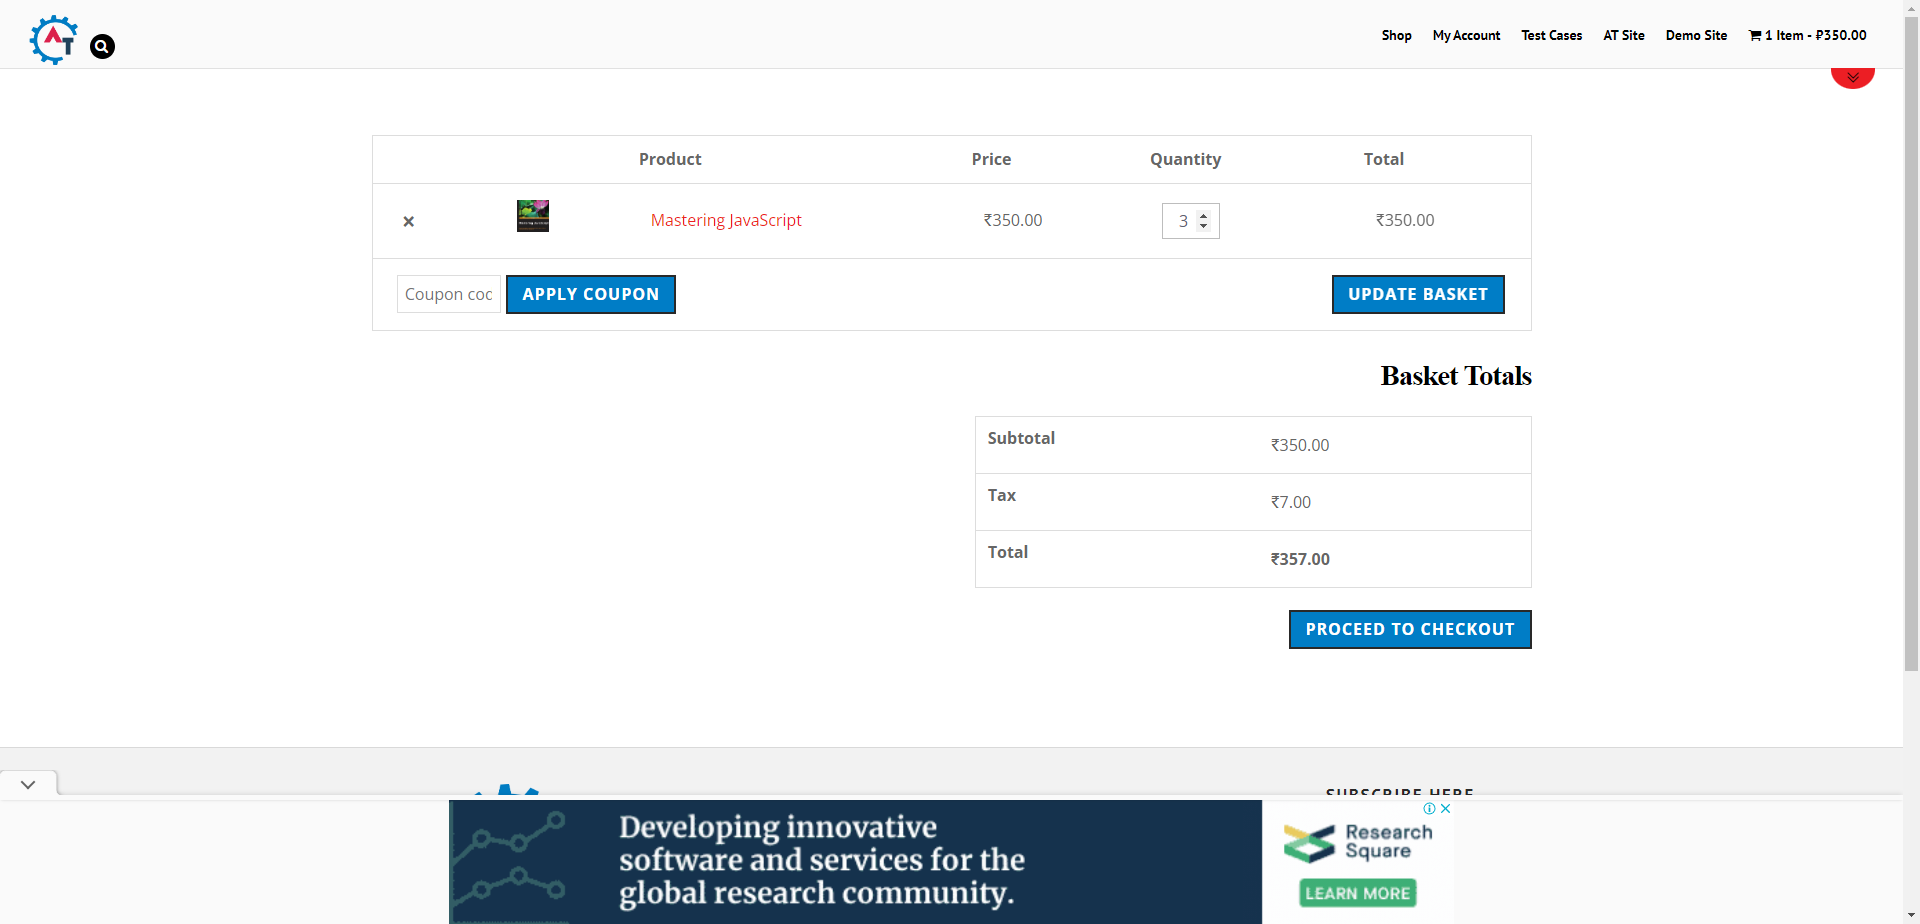 AT
Shop My Account Test Cases AT Site Demo Site 1 Item - ₽350.00
Product Price Quantity Total
× Mastering JavaScript ₹350.00 3 ₹350.00
Coupon coc APPLY COUPON UPDATE BASKET
Basket Totals
Subtotal ₹350.00
Tax ₹7.00
Total ₹357.00
PROCEED TO CHECKOUT
SUBSCRIBE HERE
Developing innovative
software and services for the
global research community.
Research
Square
LEARN MORE